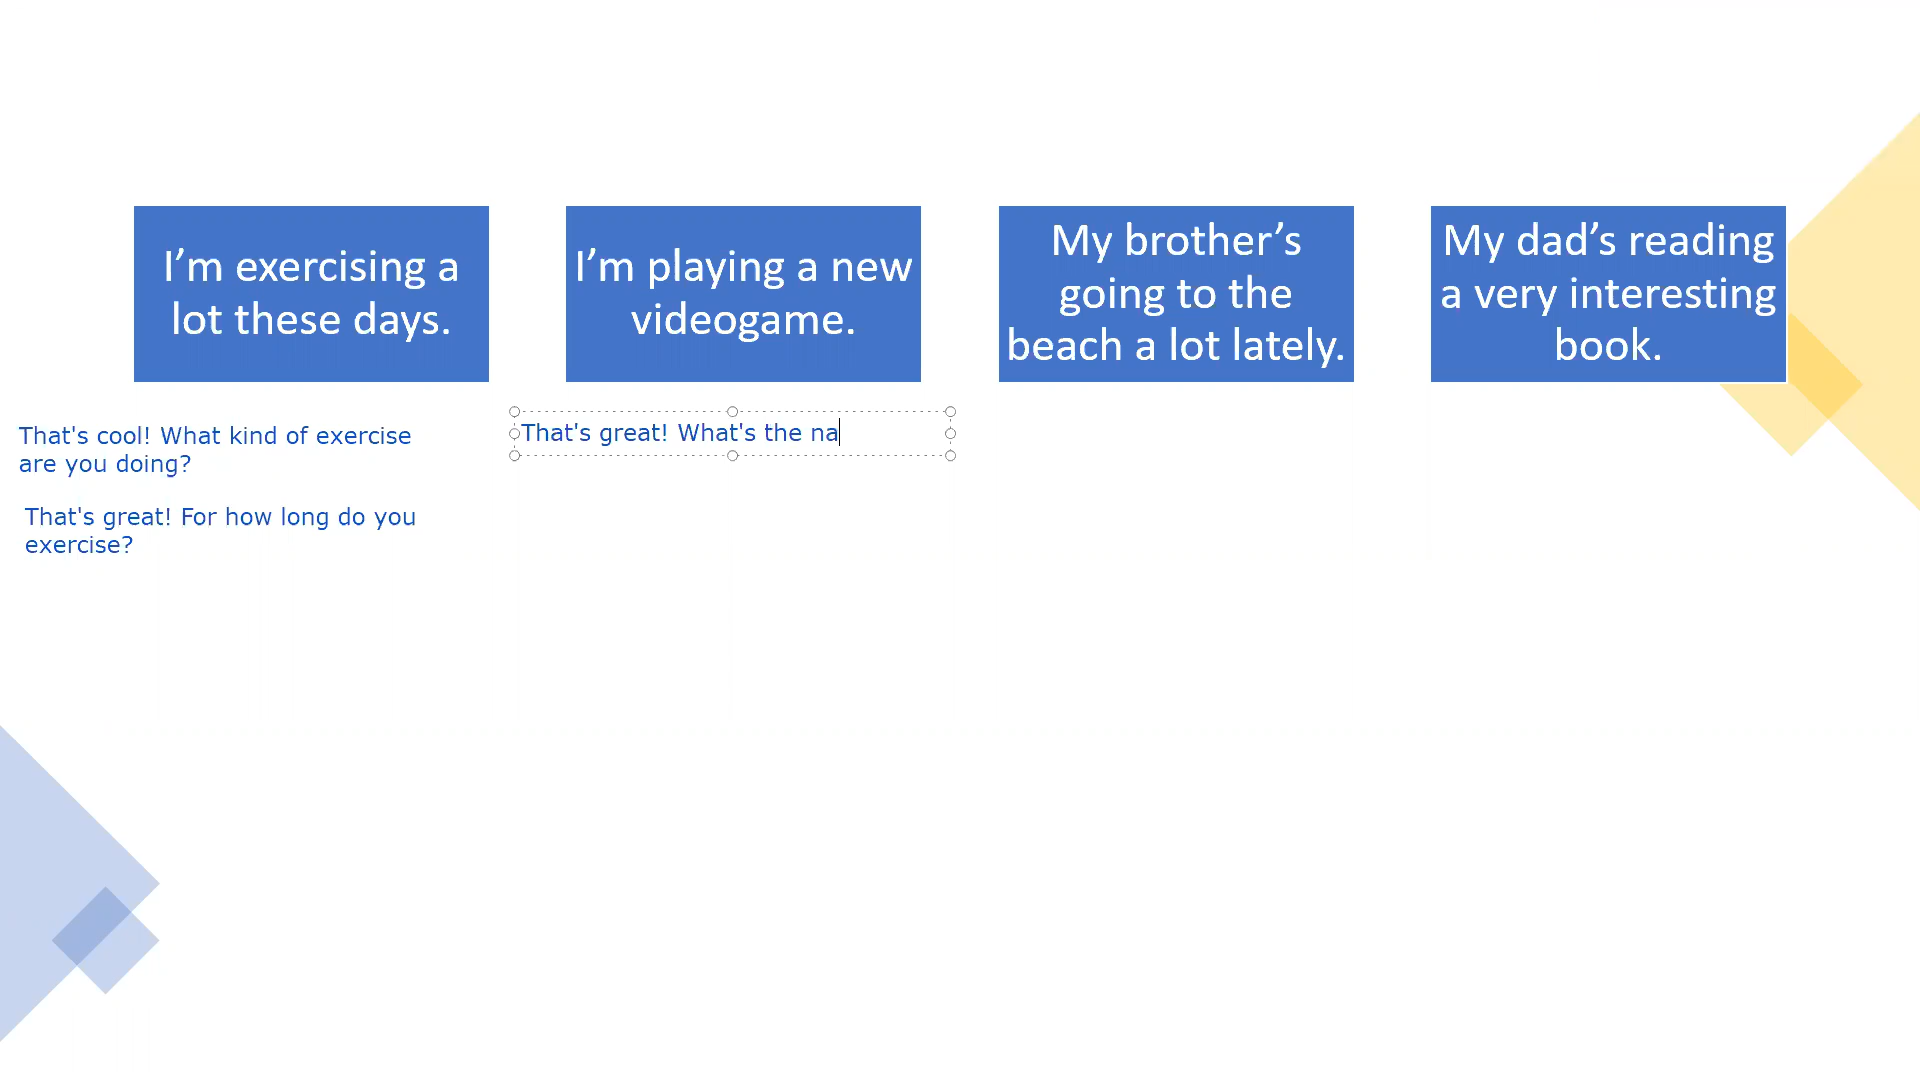 I’m exercising a
lot these days.
I’m playing a new
videogame.
My brother’s
going to the
beach a lot lately.
My dad’s reading
a very interesting
book.
That's cool! What kind of exercise
are you doing?
That's great! For how long do you
exercise?
That's great! What's the na